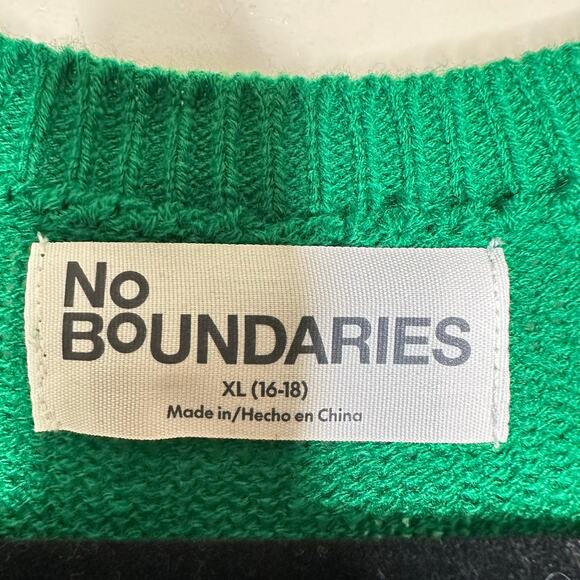 No
BoUNDARIES
XL (16-18)
Made in/Hecho en China